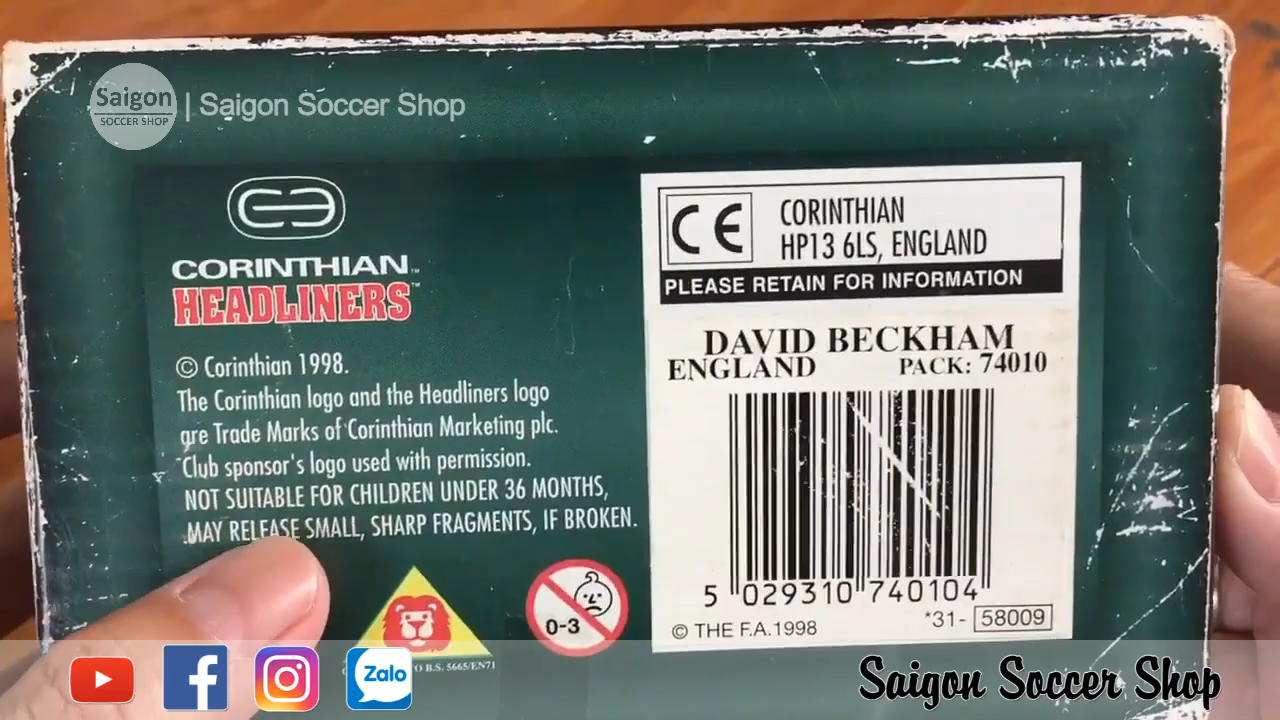 Saigon
SOCCER SHOP
| Saigon Soccer Shop
CORINTHIAN™
HEADLINERS™
© Corinthian 1998.
The Corinthian logo and the Headliners logo
are Trade Marks of Corinthian Marketing plc.
Club sponsor's logo used with permission.
NOT SUITABLE FOR CHILDREN UNDER 36 MONTHS,
MAY RELEASE SMALL, SHARP FRAGMENTS, IF BROKEN.
0-3
O B.S. 5665/EN71
CE
CORINTHIAN
HP13 6LS, ENGLAND
PLEASE RETAIN FOR INFORMATION
DAVID BECKHAM
ENGLAND PACK: 74010
5 029310 740104
*31- 58009
© THE F.A.1998
Zalo
Saigon Soccer Shop